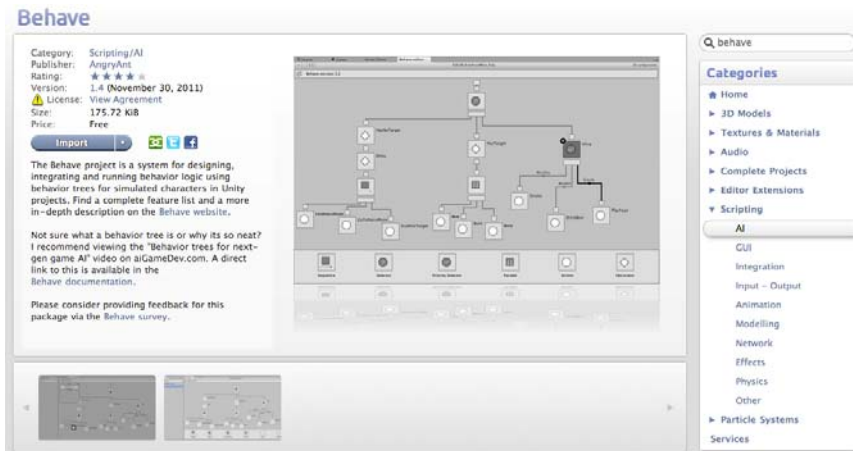 Behave
Category: Scripting/AI
Publisher: AngryAnt
Rating:
Version: 1.4 (November 30, 2011)
License: View Agreement
Size: 175.72 KiB
Price: Free
Import
The Behave project is a system for designing,
integrating and running behavior logic using
behavior trees for simulated characters in Unity
projects. Find a complete feature list and a more
in-depth description on the Behave website.
Not sure what a behavior tree is or why its so neat?
I recommend viewing the "Behavior trees for next-
gen game AI" video on aiGameDev.com. A direct
link to this is available in the
Behave documentation.
Please consider providing feedback for this
package via the Behave survey.
behave
Categories
Home
3D Models
Textures & Materials
Audio
Complete Projects
Editor Extensions
Scripting
AI
GUI
Integration
Input - Output
Animation
Modelling
Network
Effects
Physics
Other
Particle Systems
Services